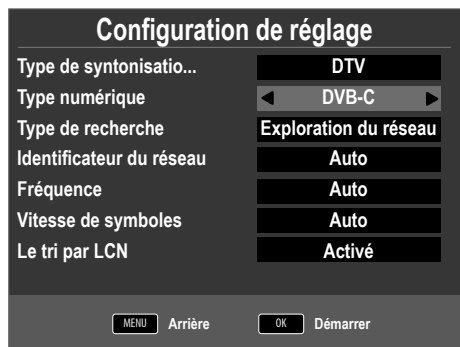 Configuration de réglage
Type de syntonisatio... DTV
Type numérique DVB-C
Type de recherche Exploration du réseau
Identificateur du réseau Auto
Fréquence Auto
Vitesse de symboles Auto
Le tri par LCN Activé
MENU Arrière OK Démarrer